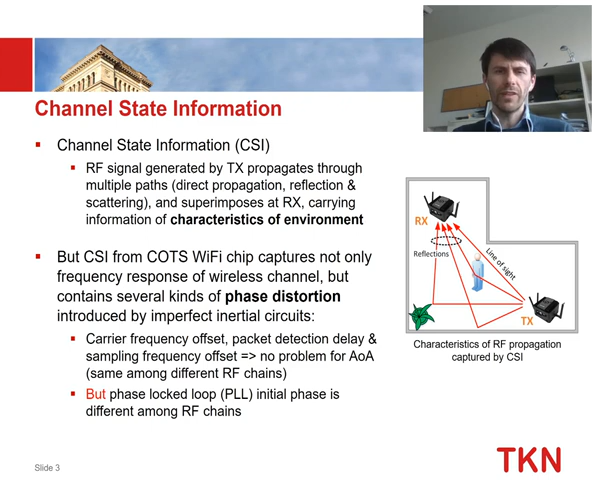 Channel State Information
Channel State Information (CSI)
RF signal generated by TX propagates through
multiple paths (direct propagation, reflection &
scattering), and superimposes at RX, carrying
information of characteristics of environment
But CSI from COTS WiFi chip captures not only
frequency response of wireless channel, but
contains several kinds of phase distortion
introduced by imperfect inertial circuits:
Carrier frequency offset, packet detection delay &
sampling frequency offset => no problem for AoA
(same among different RF chains)
But phase locked loop (PLL) initial phase is
different among RF chains
RX
Reflections
Line of sight
TX
Characteristics of RF propagation
captured by CSI
Slide 3
TKN